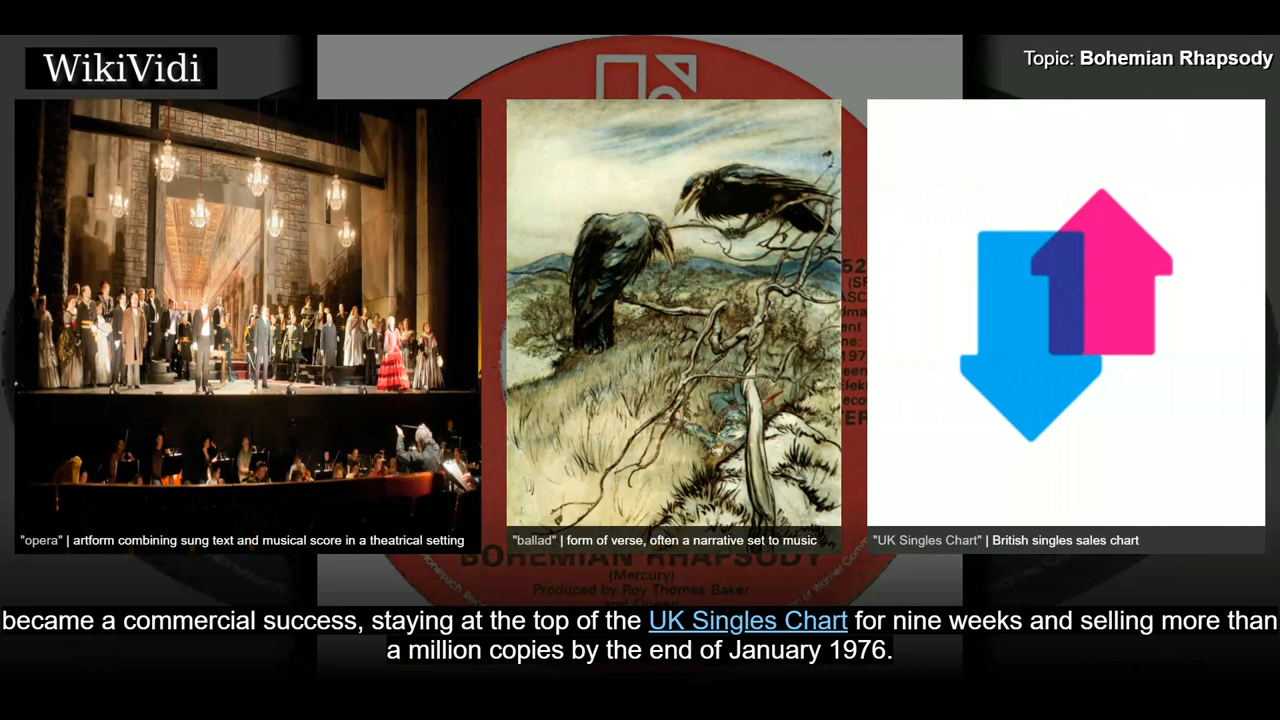 WikiVidi
Topic: Bohemian Rhapsody
"opera" | artform combining sung text and musical score in a theatrical setting
"ballad" | form of verse, often a narrative set to music
"UK Singles Chart" | British singles sales chart
BOHEMIAN RHAPSODY
(Mercury)
Produced by Roy Thomas Baker
became a commercial success, staying at the top of the UK Singles Chart for nine weeks and selling more than
a million copies by the end of January 1976.